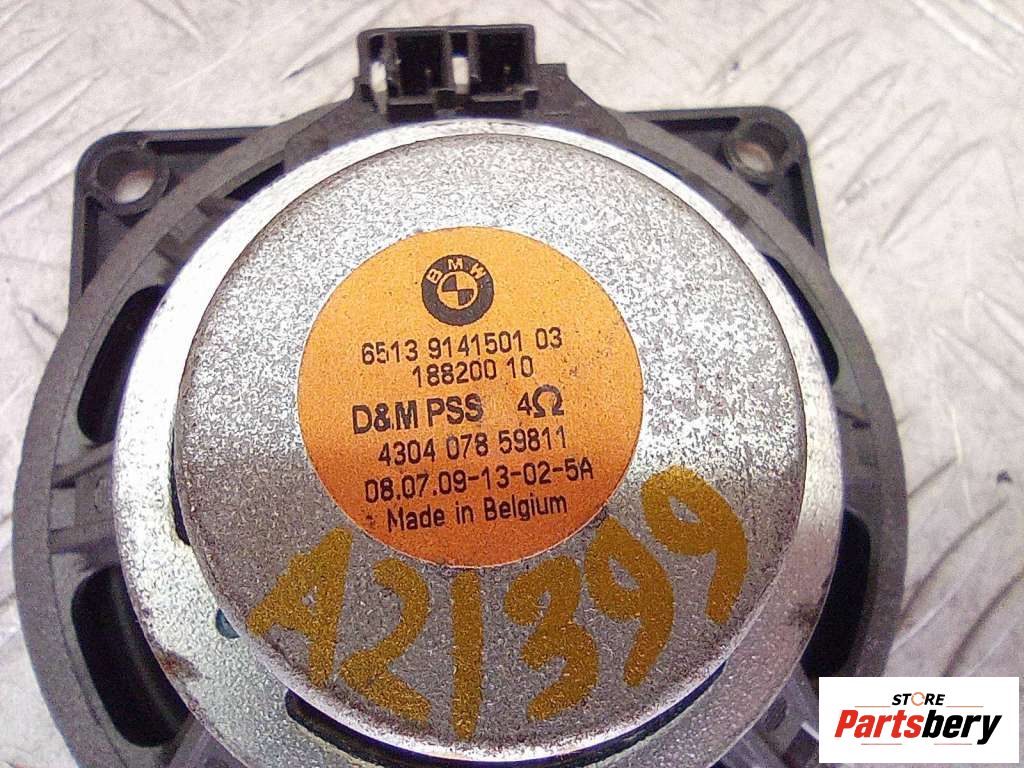 BMW
6513 9141501 03
188200 10
D&M PSS 4Ω
4304 078 59811
08.07.09-13-02-5A
Made in Belgium
A21399
STORE
Partsbery